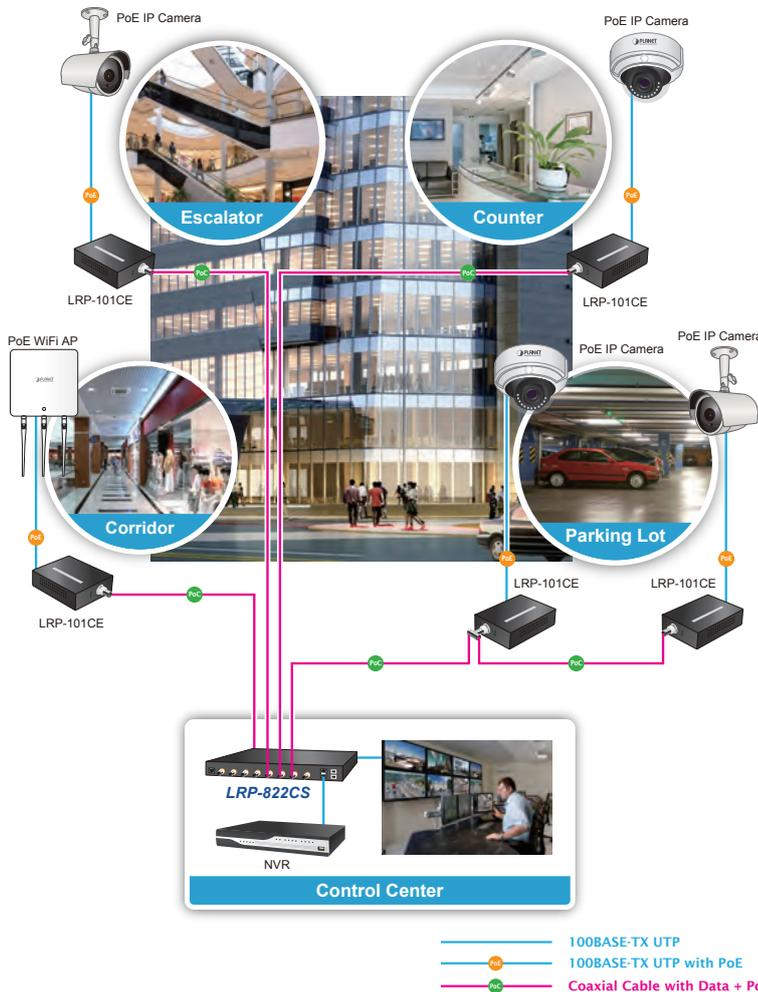 PoE IP Camera
PoE IP Camera
PLANET
Escalator
Counter
PoE
PoE
PoC
PoC
LRP-101CE
LRP-101CE
PoE WiFi AP
PLANET
PoE IP Camera
PoE IP Camera
PLANET
Corridor
Parking Lot
PoE
PoE
PoE
LRP-101CE
LRP-101CE
LRP-101CE
PoC
PoC
PoC
LRP-822CS
NVR
Control Center
100BASE-TX UTP
PoE
100BASE-TX UTP with PoE
PoC
Coaxial Cable with Data + Po